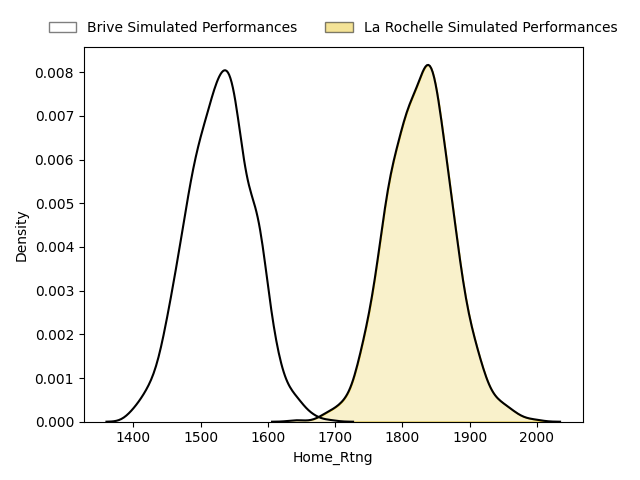 Brive Simulated Performances La Rochelle Simulated Performances
0.008
0.007
0.006
0.005
0.004
0.003
0.002
0.001
0.000
Density
1400 1500 1600 1700 1800 1900 2000
Home_Rtng